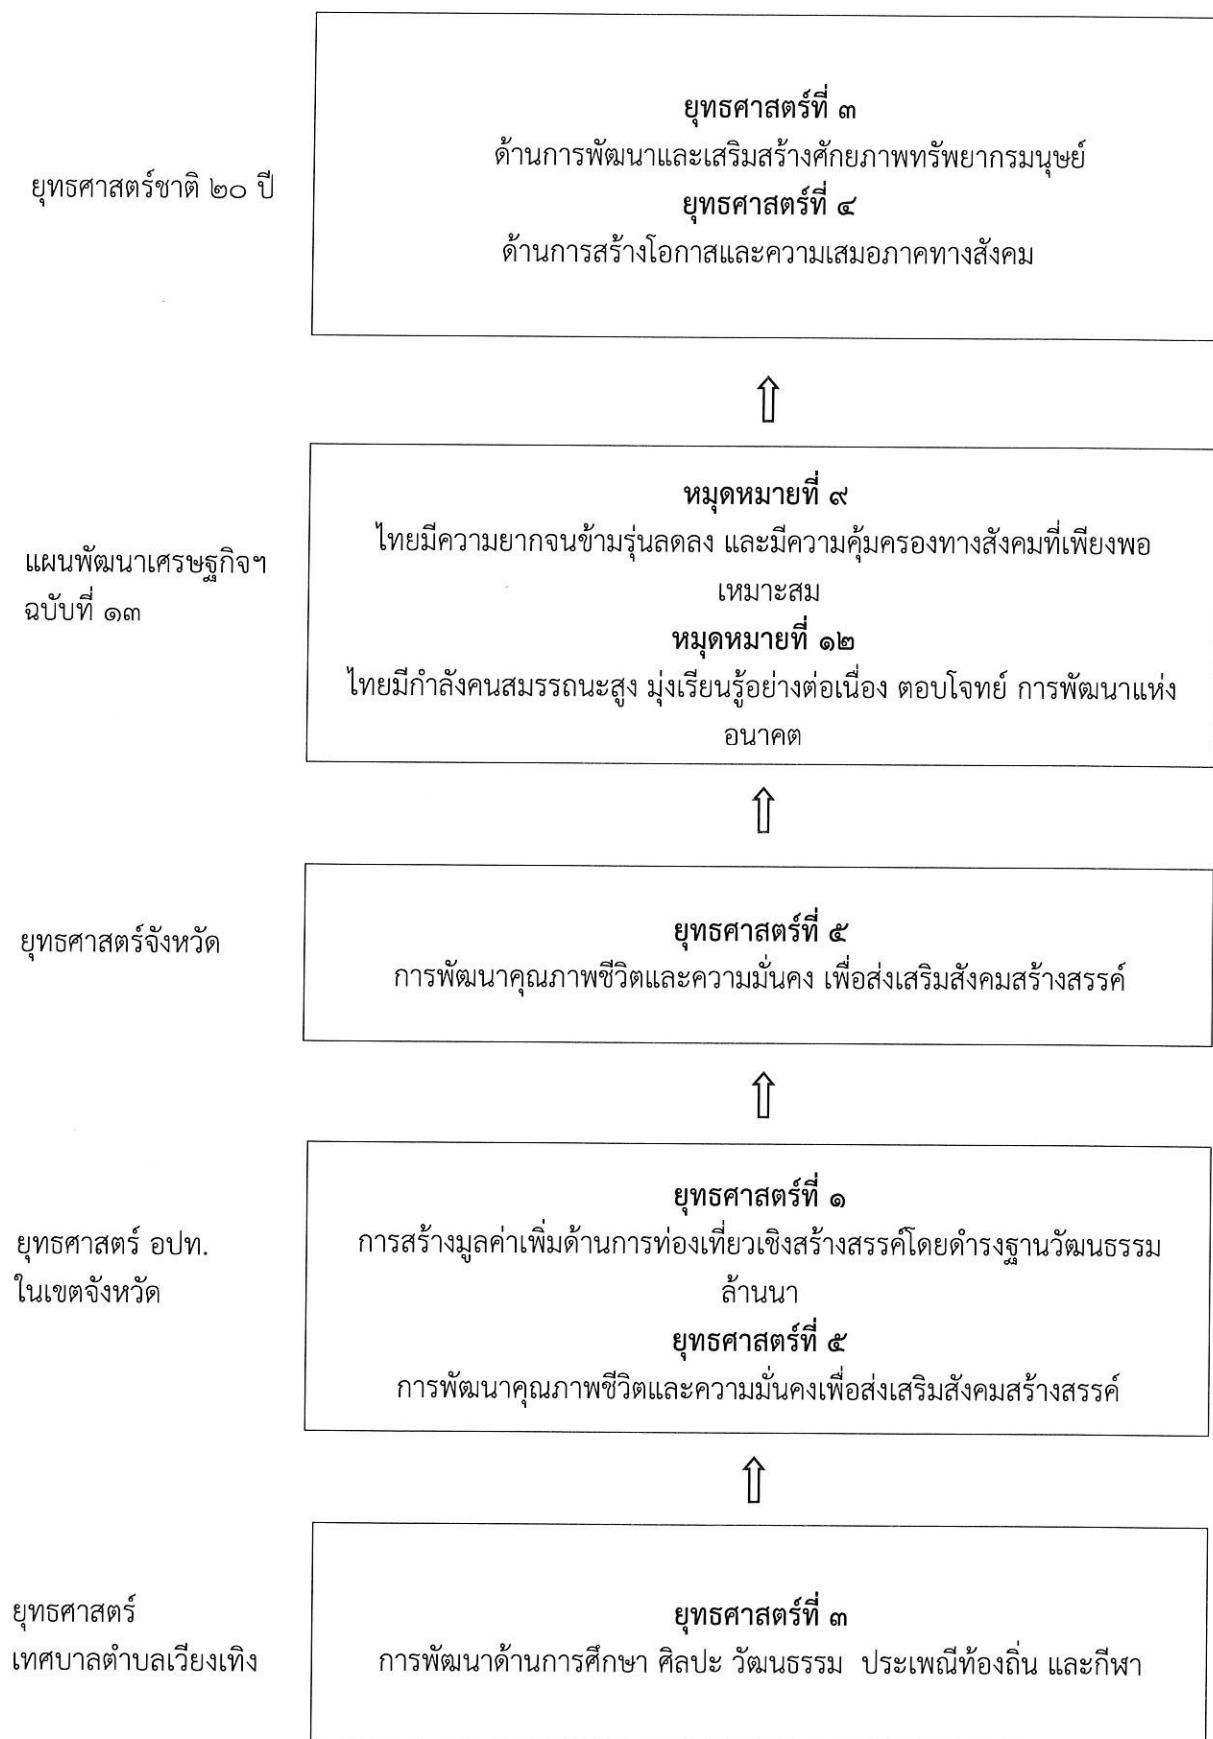 ยุทธศาสตร์ชาติ ๒๐ ปี
ยุทธศาสตร์ที่ ๓
ด้านการพัฒนาและเสริมสร้างศักยภาพทรัพยากรมนุษย์
ยุทธศาสตร์ที่ ๔
ด้านการสร้างโอกาสและความเสมอภาคทางสังคม
แผนพัฒนาเศรษฐกิจฯ
ฉบับที่ ๑๓
หมุดหมายที่ ๙
ไทยมีความยากจนข้ามรุ่นลดลง และมีความคุ้มครองทางสังคมที่เพียงพอ
เหมาะสม
หมุดหมายที่ ๑๒
ไทยมีกำลังคนสมรรถนะสูง มุ่งเรียนรู้อย่างต่อเนื่อง ตอบโจทย์ การพัฒนาแห่ง
อนาคต
ยุทธศาสตร์จังหวัด
ยุทธศาสตร์ที่ ๕
การพัฒนาคุณภาพชีวิตและความมั่นคง เพื่อส่งเสริมสังคมสร้างสรรค์
ยุทธศาสตร์ อปท.
ในเขตจังหวัด
ยุทธศาสตร์ที่ ๑
การสร้างมูลค่าเพิ่มด้านการท่องเที่ยวเชิงสร้างสรรค์โดยดำรงฐานวัฒนธรรม
ล้านนา
ยุทธศาสตร์ที่ ๕
การพัฒนาคุณภาพชีวิตและความมั่นคงเพื่อส่งเสริมสังคมสร้างสรรค์
ยุทธศาสตร์
เทศบาลตำบลเวียงเทิง
ยุทธศาสตร์ที่ ๓
การพัฒนาด้านการศึกษา ศิลปะ วัฒนธรรม ประเพณีท้องถิ่น และกีฬา